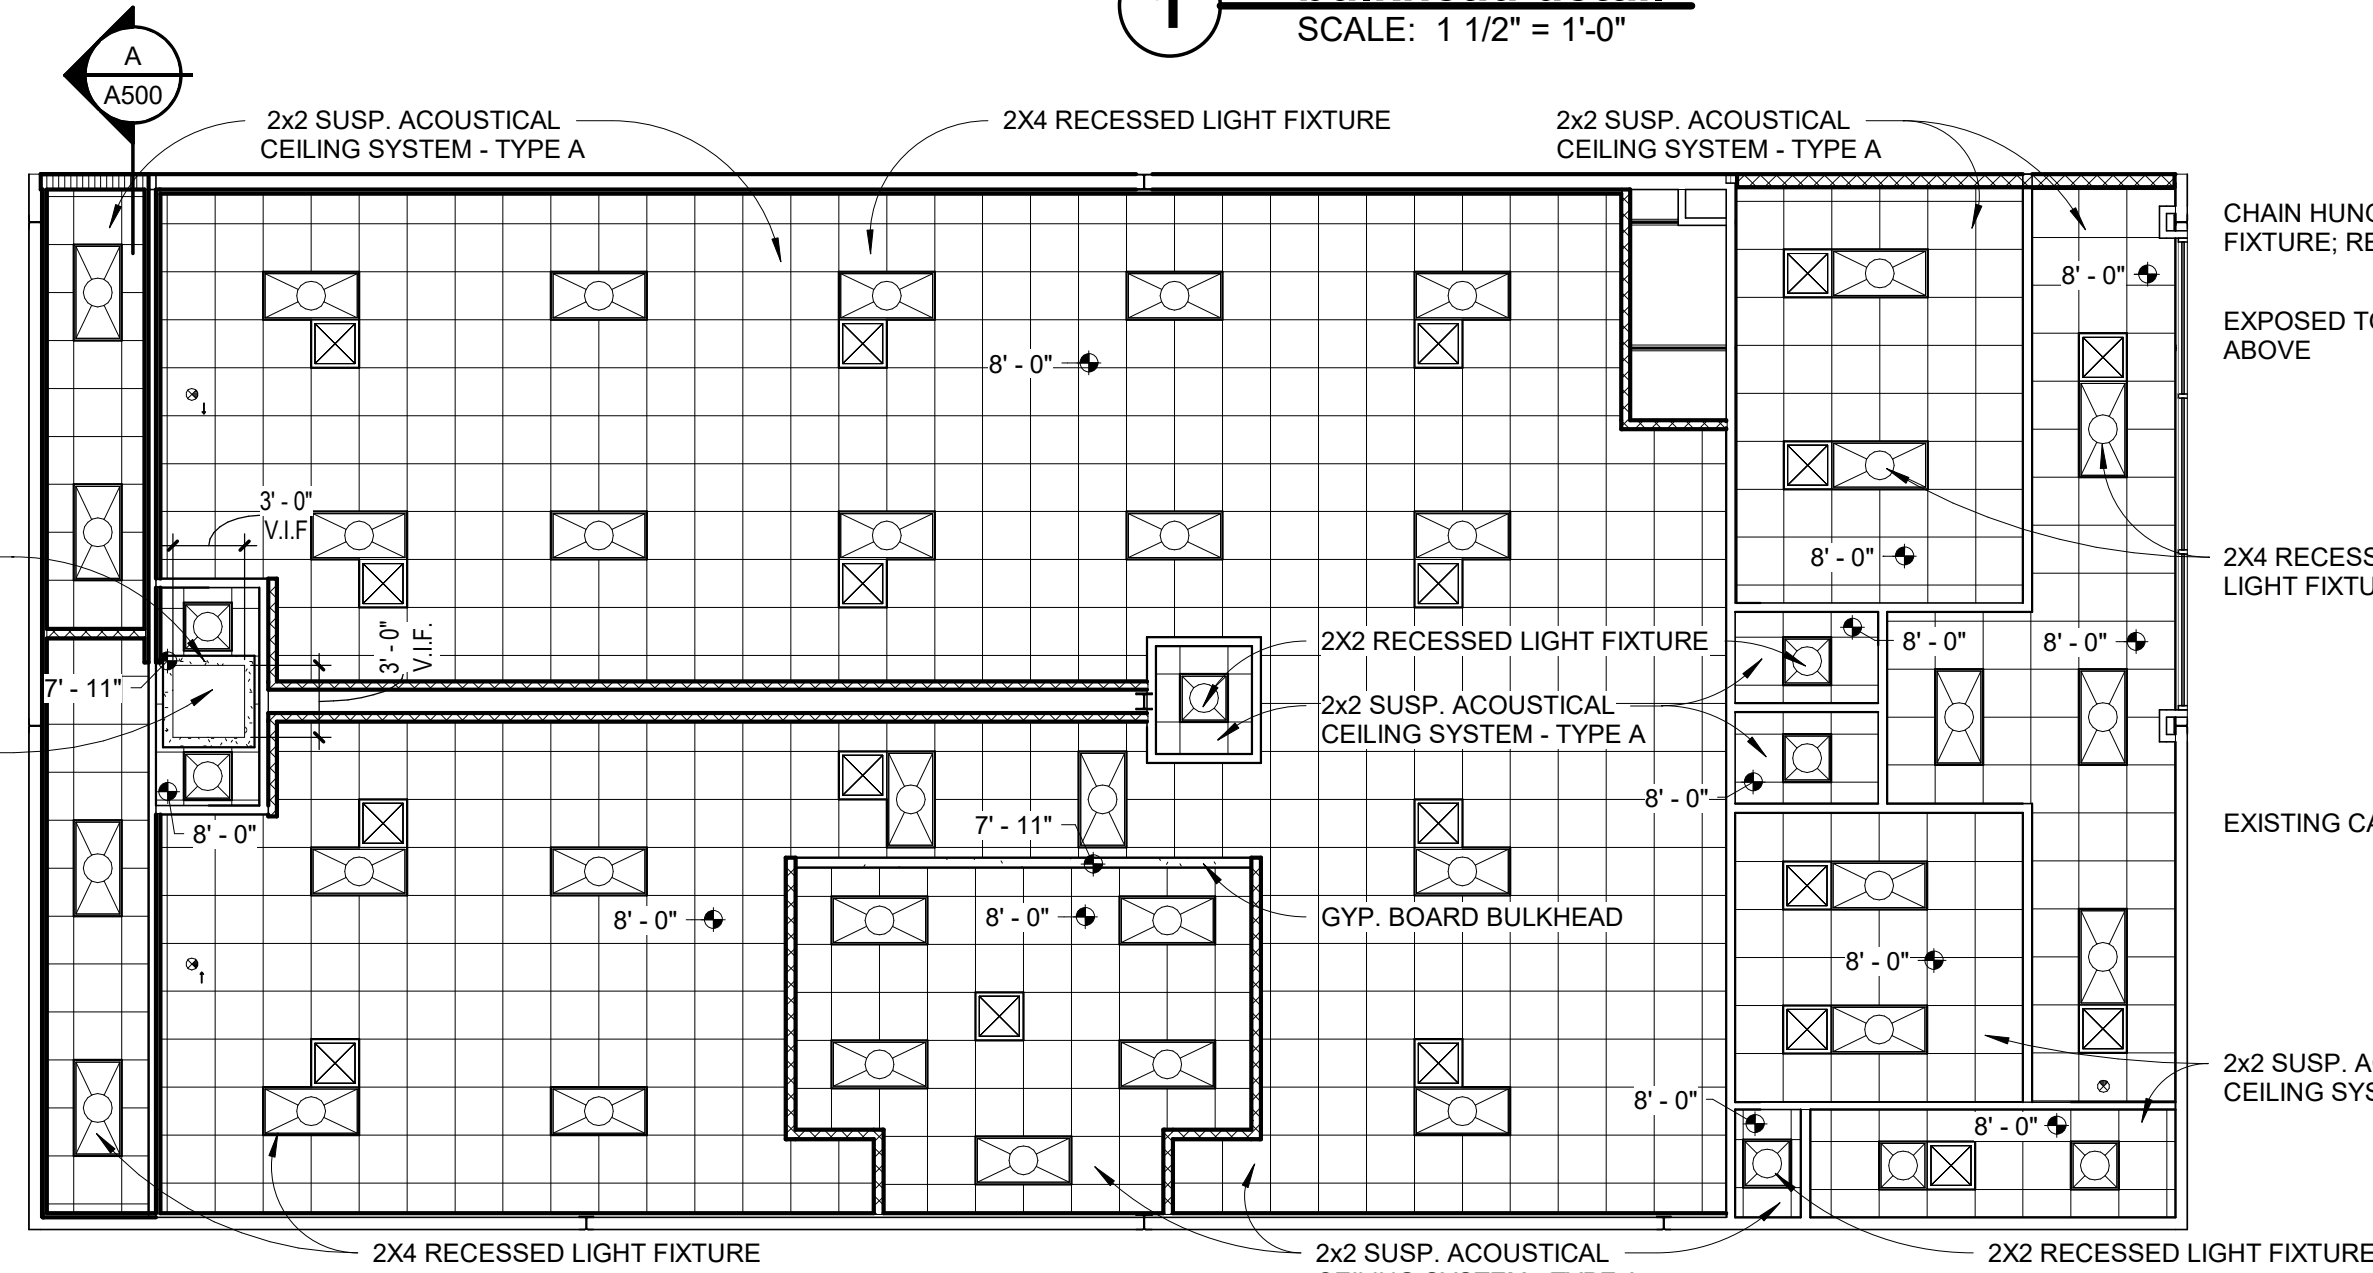 1
SCALE: 1 1/2" = 1'-0"
A
A500
2x2 SUSP. ACOUSTICAL
CEILING SYSTEM - TYPE A
2X4 RECESSED LIGHT FIXTURE
2x2 SUSP. ACOUSTICAL
CEILING SYSTEM - TYPE A
CHAIN HUNG
FIXTURE; RE
8' - 0"
EXPOSED TO
ABOVE
8' - 0"
3' - 0"
V.I.F
8' - 0"
2X4 RECESS
LIGHT FIXTU
3' - 0"
V.I.F.
2X2 RECESSED LIGHT FIXTURE
8' - 0"
8' - 0"
7' - 11"
2x2 SUSP. ACOUSTICAL
CEILING SYSTEM - TYPE A
8' - 0"
7' - 11"
8' - 0"
EXISTING CA
8' - 0"
8' - 0"
GYP. BOARD BULKHEAD
8' - 0"
8' - 0"
8' - 0"
2x2 SUSP. A
CEILING SYS
2X4 RECESSED LIGHT FIXTURE
2x2 SUSP. ACOUSTICAL
2X2 RECESSED LIGHT FIXTURE